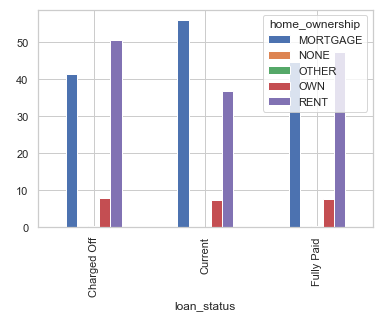 home_ownership
MORTGAGE
NONE
OTHER
OWN
RENT
50
40
30
20
10
0
Charged Off
Current
Fully Paid
loan_status